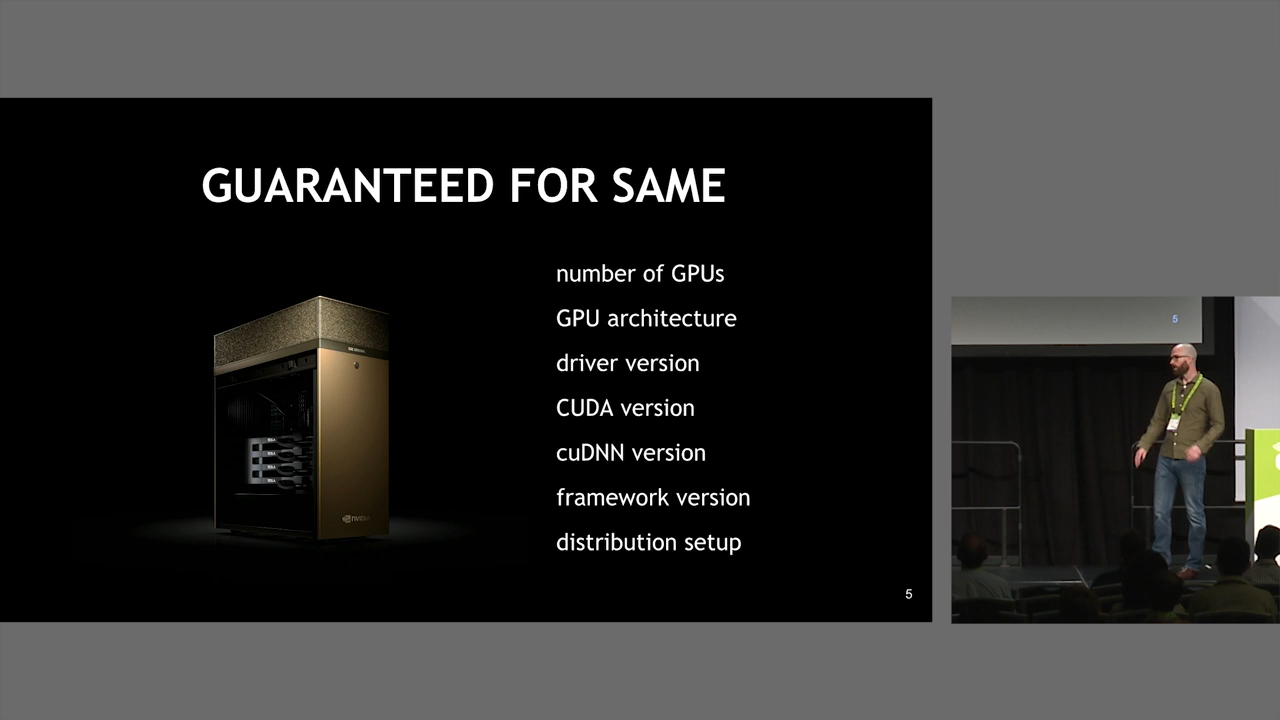 GUARANTEED FOR SAME
number of GPUs
GPU architecture
driver version
CUDA version
cuDNN version
framework version
distribution setup
NVIDIA
5
5